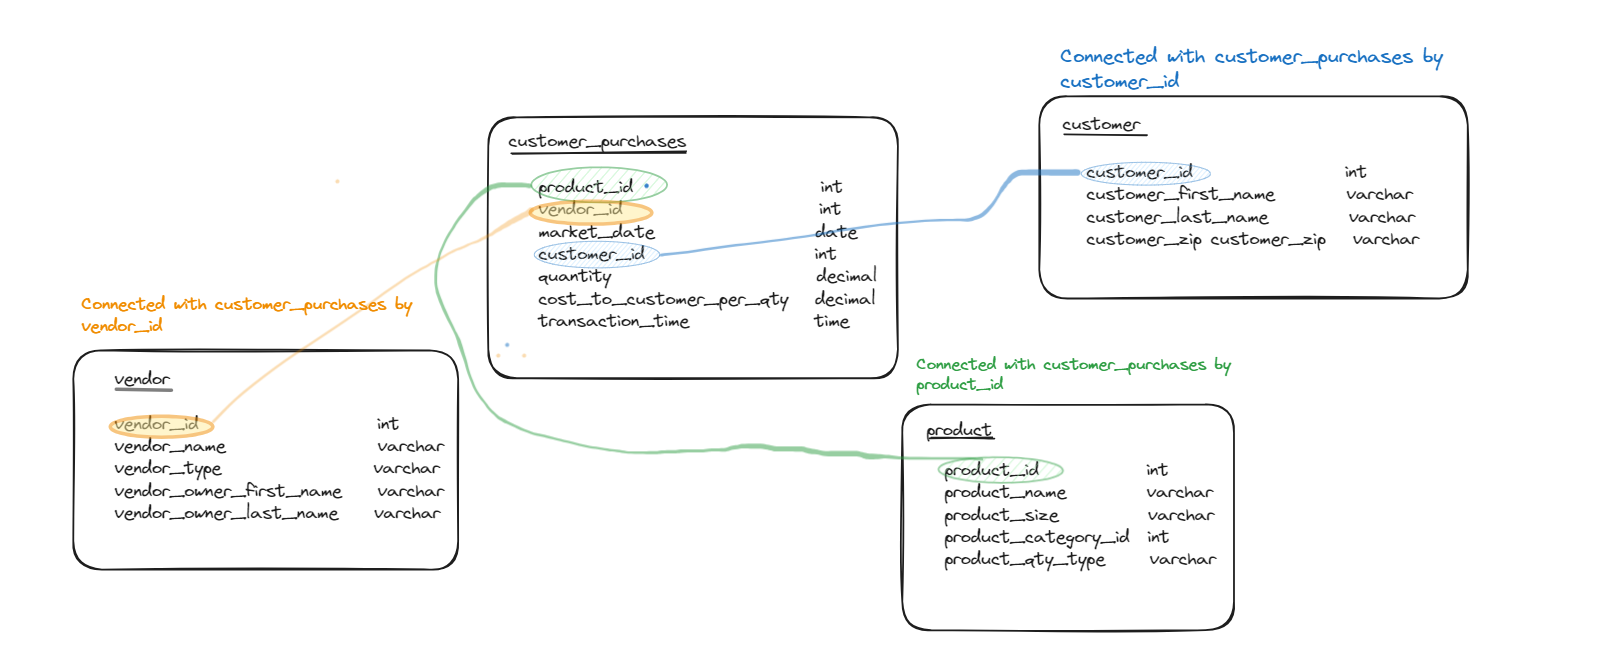 Connected with customer_purchases by
customer_id
customer
customer_id int
customer_first_name varchar
custoner_last_name varchar
customer_zip customer_zip varchar
customer_purchases
product_id int
vendor_id int
market_date date
customer_id int
quantity decimal
cost_to_customer_per_qty decimal
transaction_time time
Connected with customer_purchases by
vendor_id
vendor
vendor_id int
vendor_name varchar
vendor_type varchar
vendor_owner_first_name varchar
vendor_owner_last_name varchar
Connected with customer_purchases by
product_id
product
product_id int
product_name varchar
product_size varchar
product_category_id int
product_qty_type varchar